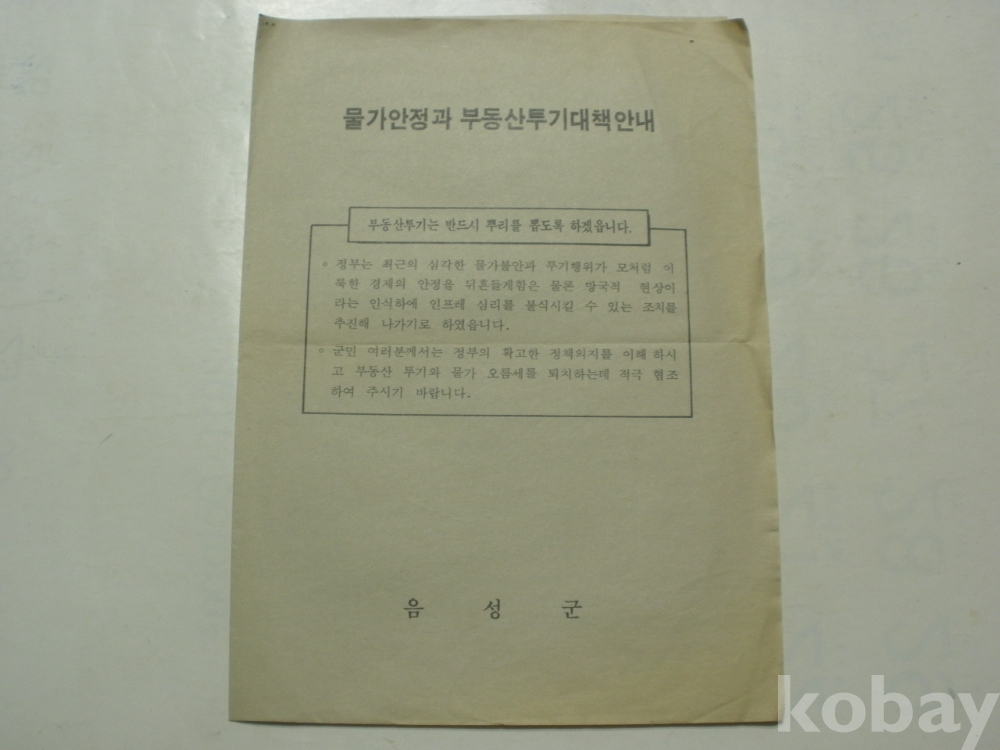 물가안정과 부동산투기대책안내
부동산투기는 반드시 뿌리를 뽑도록 하겠읍니다.
◦ 정부는 최근의 심각한 물가불안과 투기행위가 모처럼 이
룩한 경제의 안정을 뒤흔들게함은 물론 망국적 현상이
라는 인식하에 인프레 심리를 불식시킬 수 있는 조치를
추진해 나가기로 하였읍니다.
◦ 군민 여러분께서는 정부의 확고한 정책의지를 이해하시
고 부동산 투기와 물가 오름세를 퇴치하는데 적극 협조
하여 주시기 바랍니다.
음 성 군
kobay